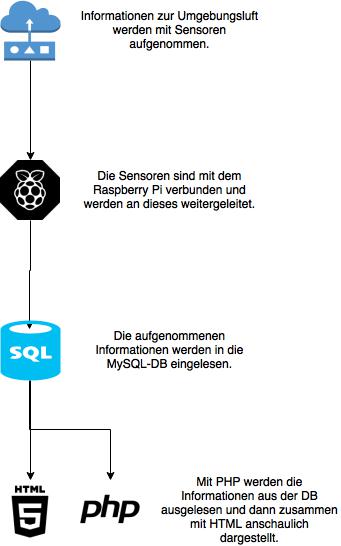 Informationen zur Umgebungsluft
werden mit Sensoren
aufgenommen.
Die Sensoren sind mit dem
Raspberry Pi verbunden und
werden an dieses weitergeleitet.
SQL
Die aufgenommenen
Informationen werden in die
MySQL-DB eingelesen.
HTML
5
php
Mit PHP werden die
Informationen aus der DB
ausgelesen und dann zusammen
mit HTML anschaulich
dargestellt.